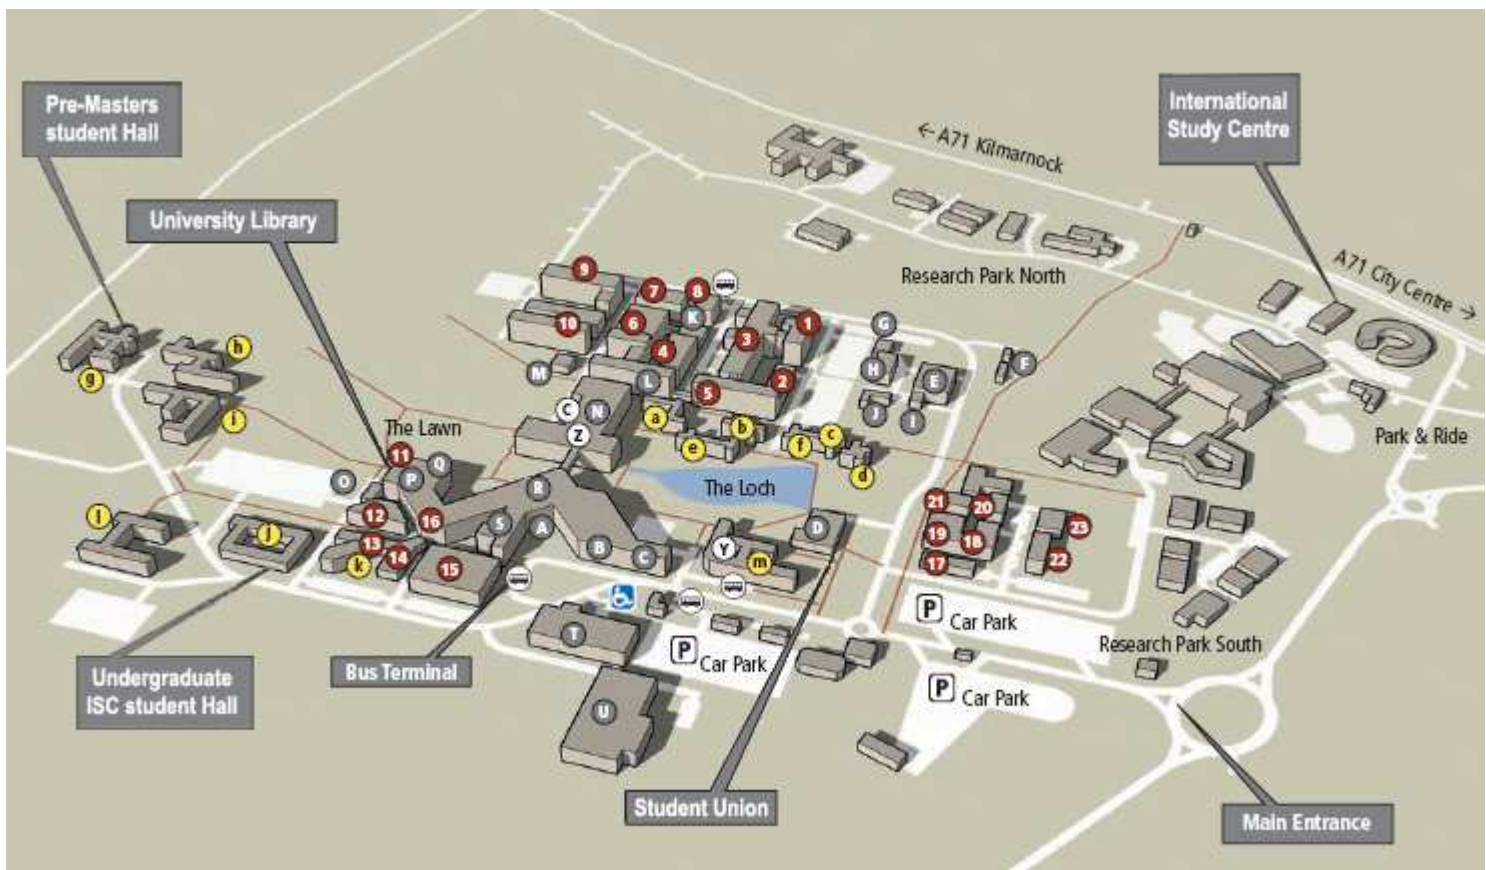 Pre-Masters
student Hall
University Library
International
Study Centre
← A71 Kilmarnock
A71 City Centre →
Research Park North
Park & Ride
9
7
8
K
10
6
4
3
1
2
5
L
M
G
H
E
F
J
I
C
N
Z
a
b
e
f
c
d
g
h
i
The Lawn
11
Q
O
P
12
16
R
The Loch
S
A
B
C
D
Y
m
l
j
13
k
14
15
21
20
19
18
17
23
22
T
U
P
Car Park
P
Car Park
P
Car Park
Research Park South
Undergraduate
ISC student Hall
Bus Terminal
Student Union
Main Entrance